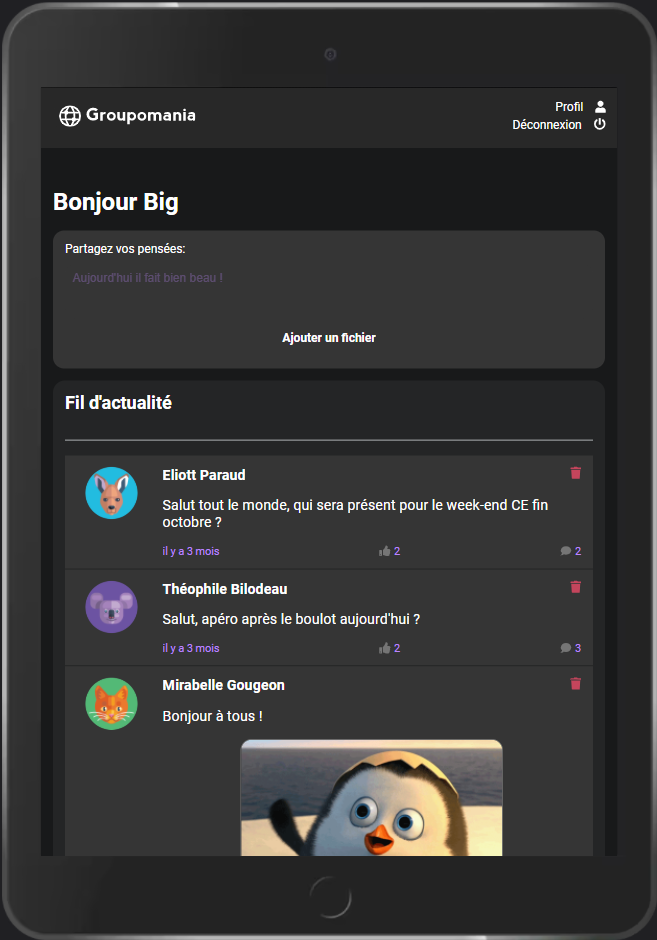 Groupomania
Profil
Déconnexion
Bonjour Big
Partagez vos pensées:
Aujourd'hui il fait bien beau !
Ajouter un fichier
Fil d'actualité
Eliott Paraud
Salut tout le monde, qui sera présent pour le week-end CE fin
octobre ?
il y a 3 mois 2 2
Théophile Bilodeau
Salut, apéro après le boulot aujourd'hui ?
il y a 3 mois 2 3
Mirabelle Gougeon
Bonjour à tous !